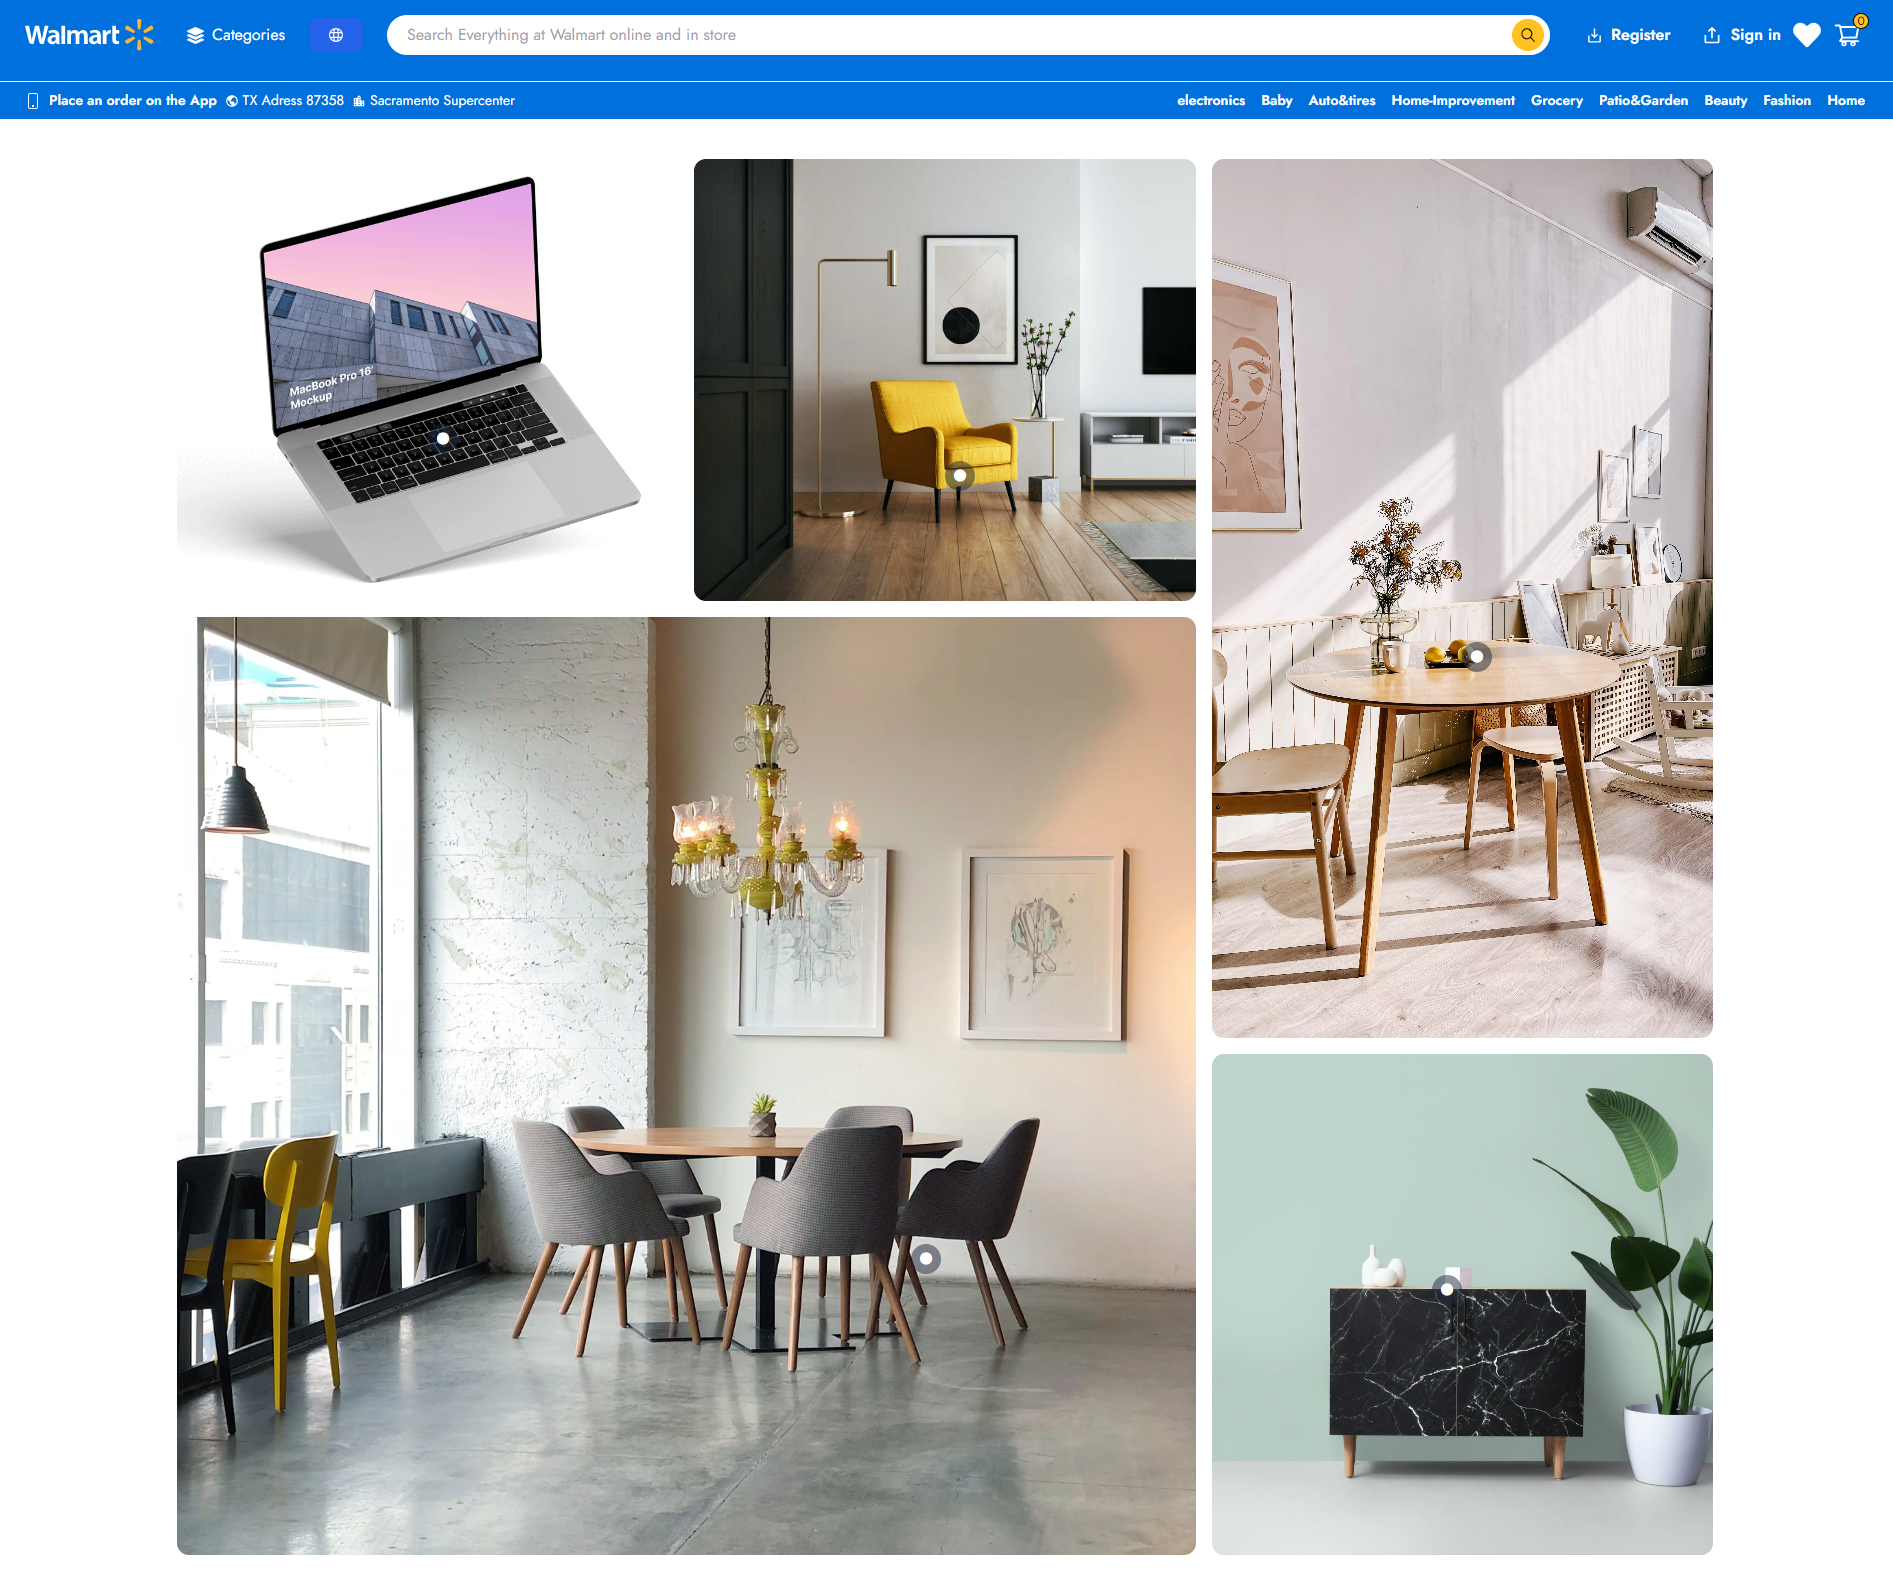 Walmart
Categories
Search Everything at Walmart online and in store
Register
Sign in
0
Place an order on the App
TX Adress 87358
Sacramento Supercenter
electronics
Baby
Auto&tires
Home-Improvement
Grocery
Patio&Garden
Beauty
Fashion
Home
MacBook Pro 16'
Mockup